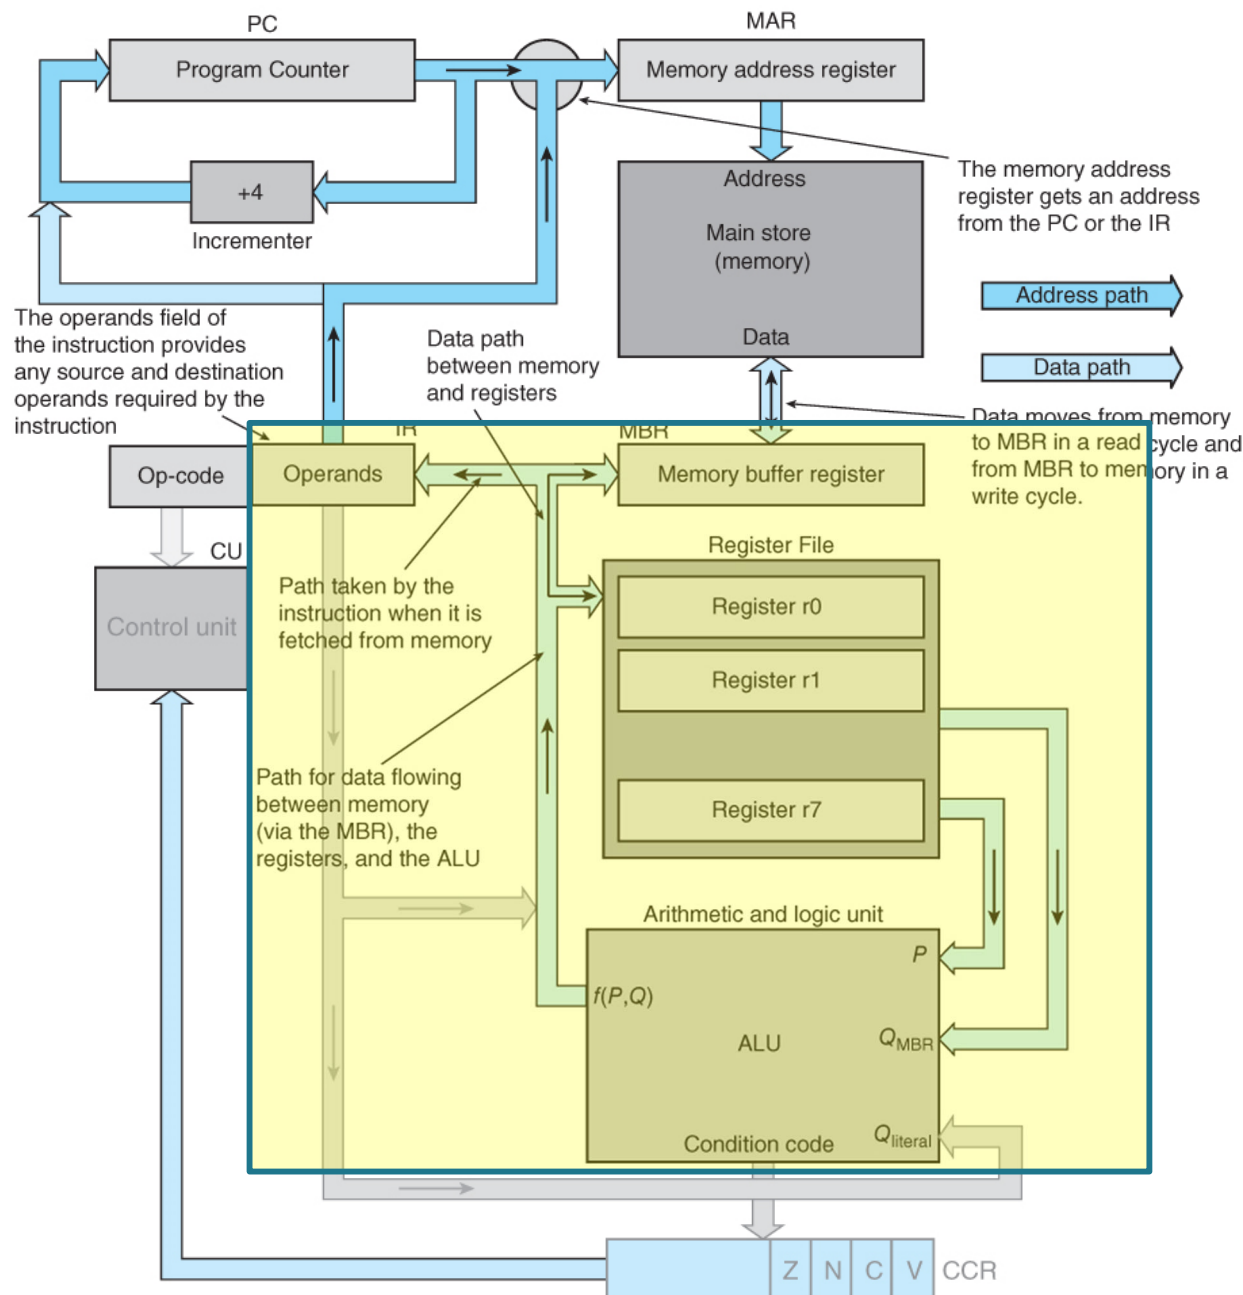 PC
MAR
Program Counter
Memory address register
+4
Incrementer
Address
Main store
(memory)
Data
The memory address
register gets an address
from the PC or the IR
Address path
Data path
The operands field of
the instruction provides
any source and destination
operands required by the
instruction
Data path
between memory
and registers
Data moves from memory
to MBR in a read cycle and
from MBR to memory in a
write cycle.
IR
MBR
Op-code
Operands
Memory buffer register
CU
Control unit
Path taken by the
instruction when it is
fetched from memory
Register File
Register r0
Register r1
Register r7
Path for data flowing
between memory
(via the MBR), the
registers, and the ALU
Arithmetic and logic unit
P
f(P,Q)
ALU
QMBR
Qliteral
Condition code
Z N C V CCR